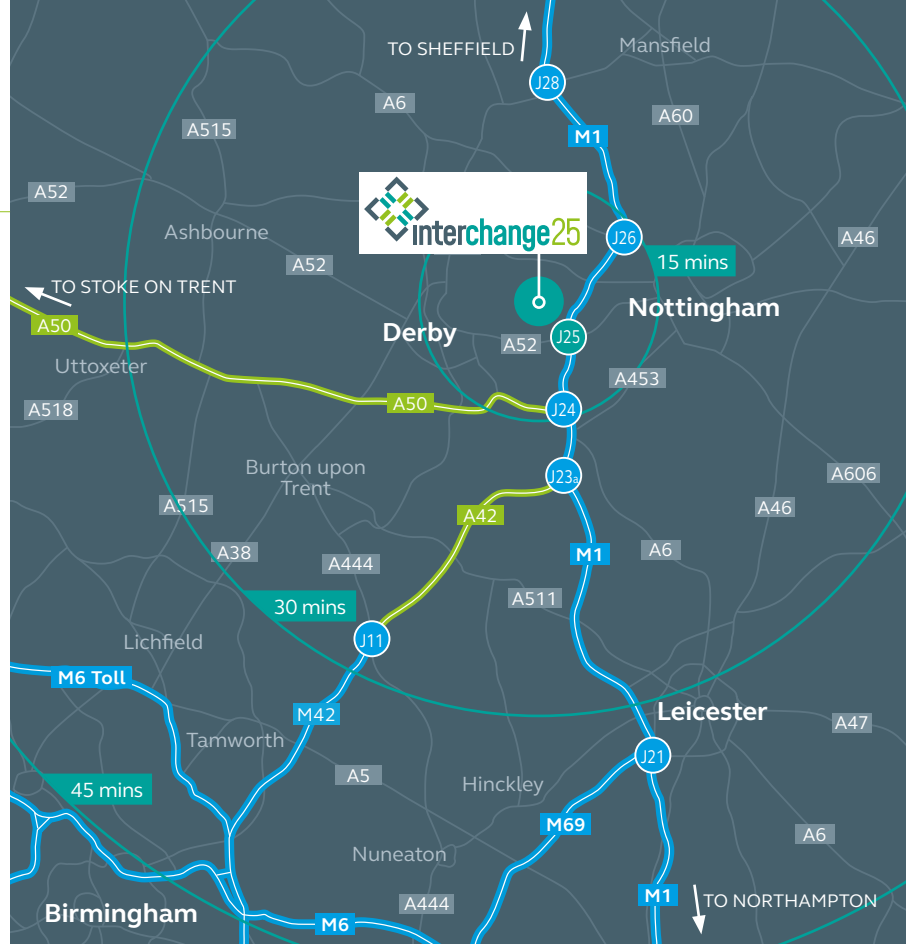 TO SHEFFIELD
Mansfield
J28
A6
A60
A515
M1
A52
interchange25
Ashbourne
J26
A46
A52
15 mins
TO STOKE ON TRENT
Nottingham
A50
Derby
J25
A52
Uttoxeter
A453
A518
A50
J24
Burton upon
Trent
J23a
A606
A515
A46
A42
A38
A444
M1
A6
A511
30 mins
J11
Lichfield
M6 Toll
M42
Leicester
A47
Tamworth
J21
A5
Hinckley
45 mins
M69
A6
Nuneaton
A444
M1
TO NORTHAMPTON
Birmingham
M6